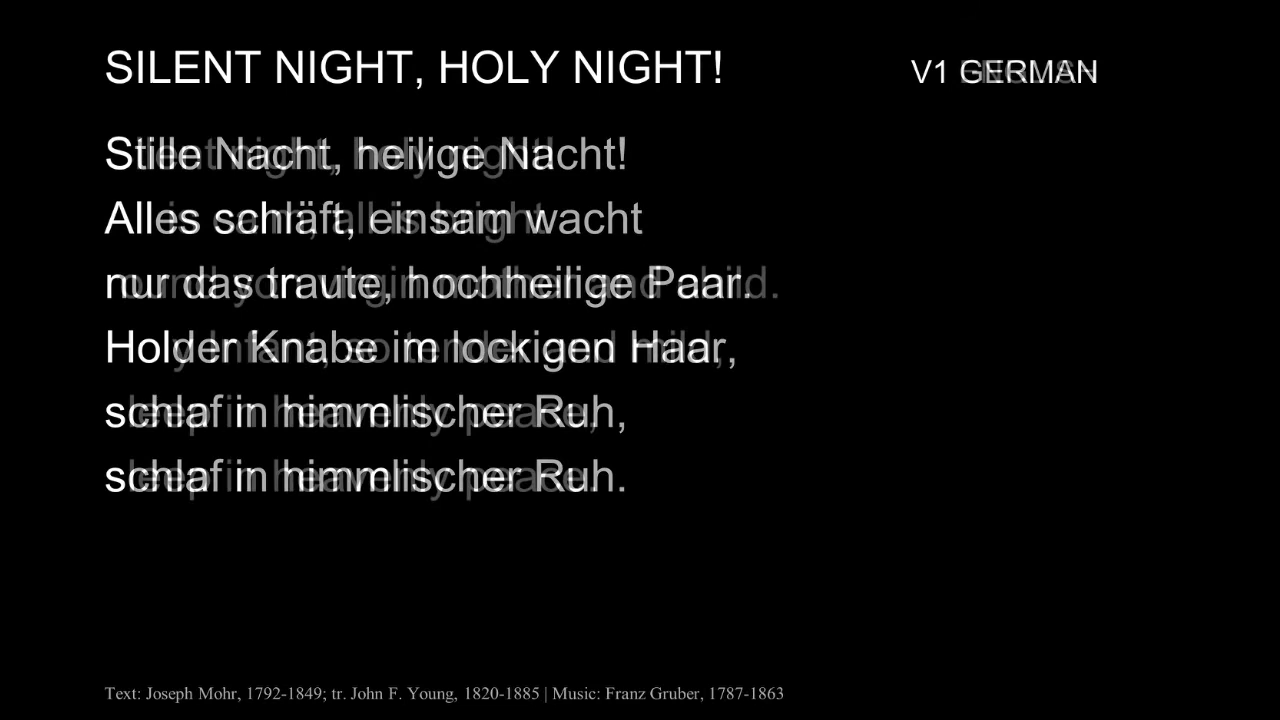 SILENT NIGHT, HOLY NIGHT!
V1 GERMAN
Stille Nacht, heilige Nacht!
Alles schläft, einsam wacht
nur das traute, hochheilige Paar.
Holder Knabe im lockigen Haar,
schlaf in himmlischer Ruh,
schlaf in himmlischer Ruh.
Text: Joseph Mohr, 1792-1849; tr. John F. Young, 1820-1885 | Music: Franz Gruber, 1787-1863